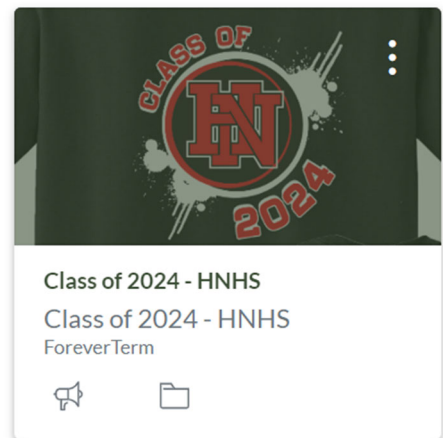 CLASS OF
HN
2024
Class of 2024 - HNHS
Class of 2024 - HNHS
ForeverTerm